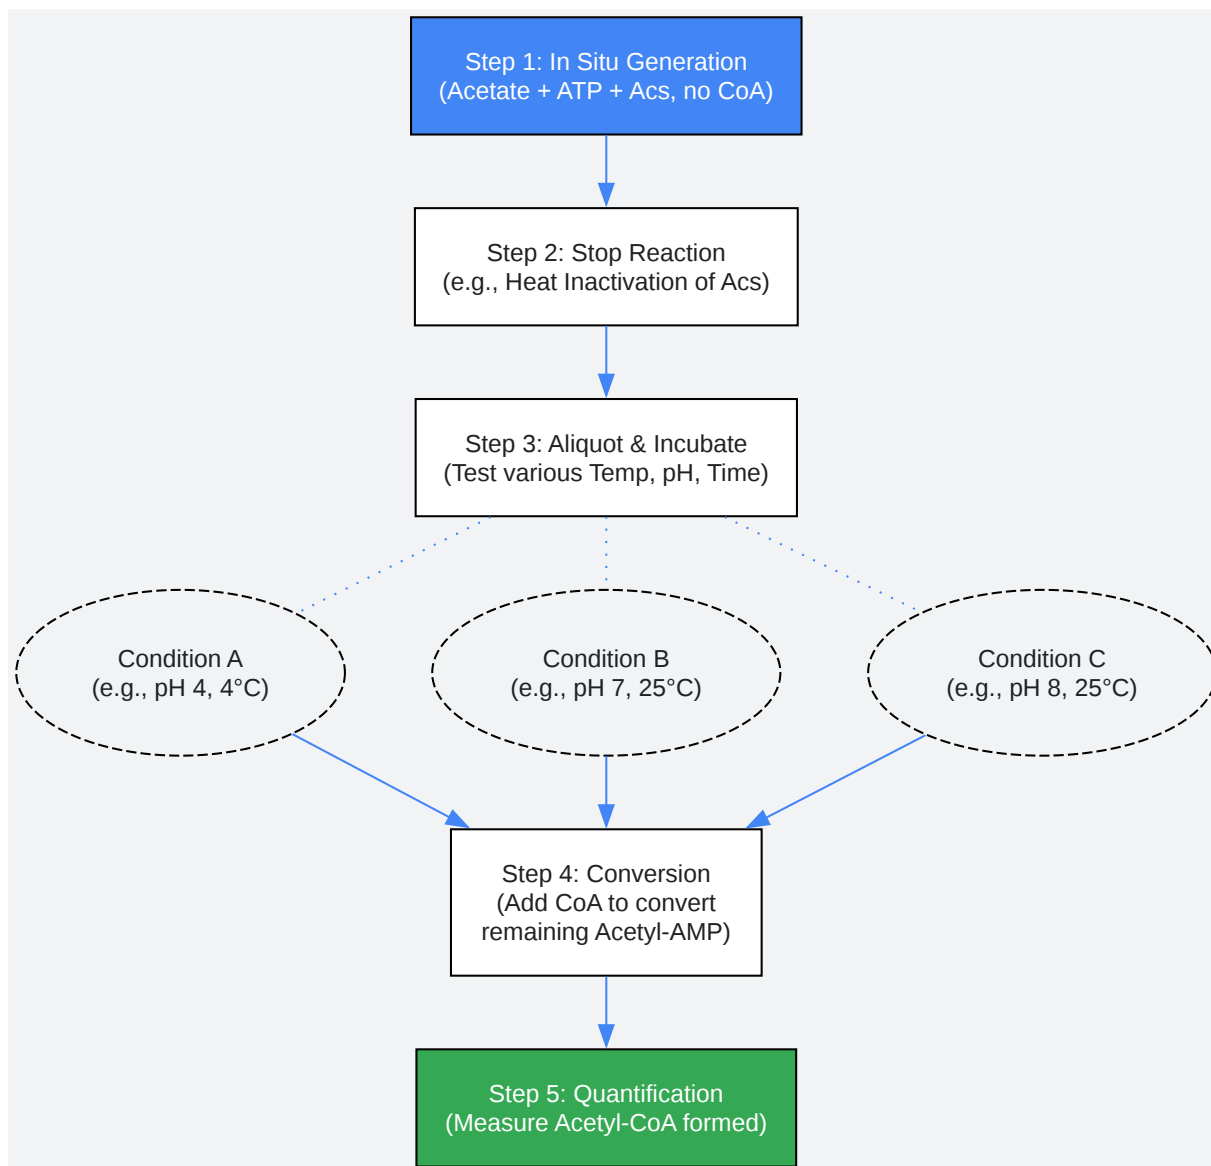 Step 1: In Situ Generation
(Acetate + ATP + Acs, no CoA)
Step 2: Stop Reaction
(e.g., Heat Inactivation of Acs)
Step 3: Aliquot & Incubate
(Test various Temp, pH, Time)
Condition A
(e.g., pH 4, 4°C)
Condition B
(e.g., pH 7, 25°C)
Condition C
(e.g., pH 8, 25°C)
Step 4: Conversion
(Add CoA to convert
remaining Acetyl-AMP)
Step 5: Quantification
(Measure Acetyl-CoA formed)